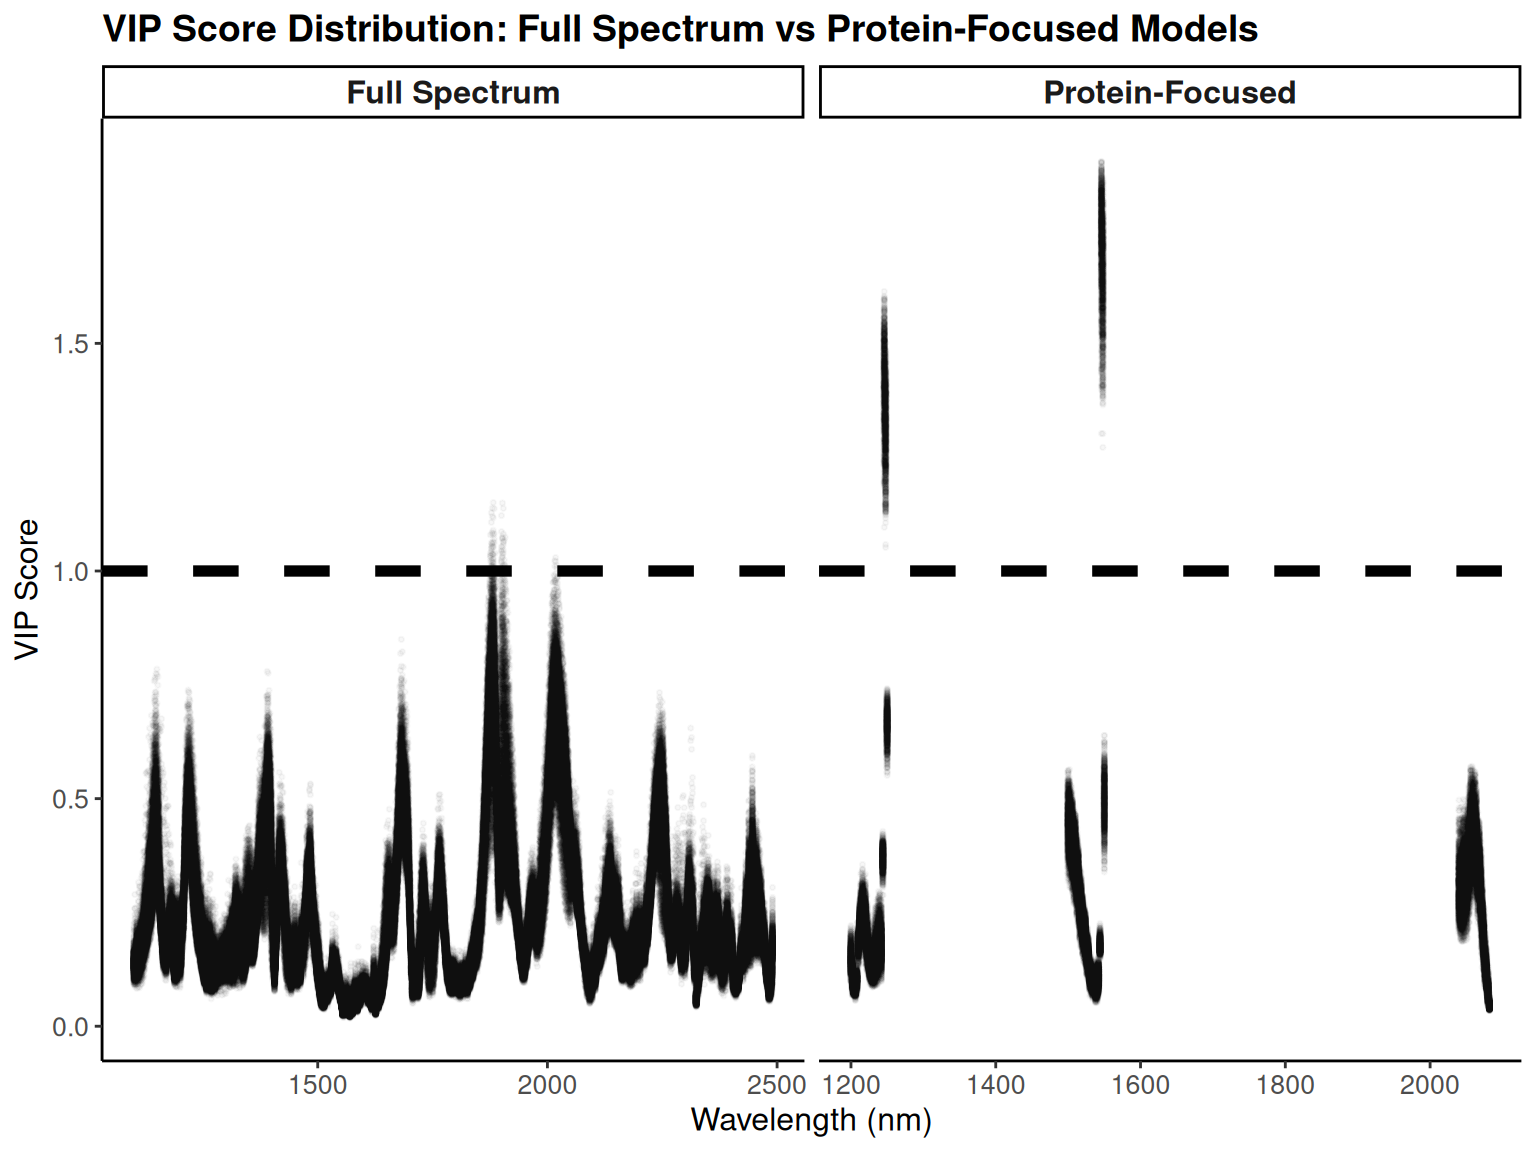 VIP Score Distribution: Full Spectrum vs Protein-Focused Models
Full Spectrum
Protein-Focused
VIP Score
1.5
1.0
0.5
0.0
1500
2000
2500
1200
1400
1600
1800
2000
Wavelength (nm)